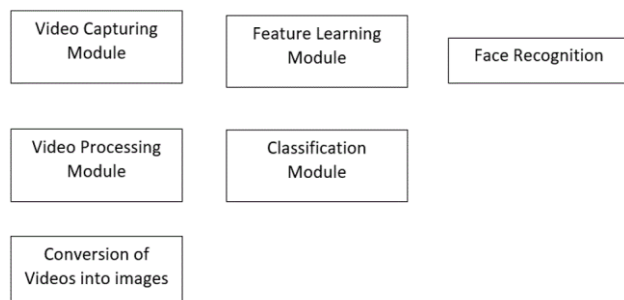 Video Capturing
Module
Feature Learning
Module
Face Recognition
Video Processing
Module
Classification
Module
Conversion of
Videos into images